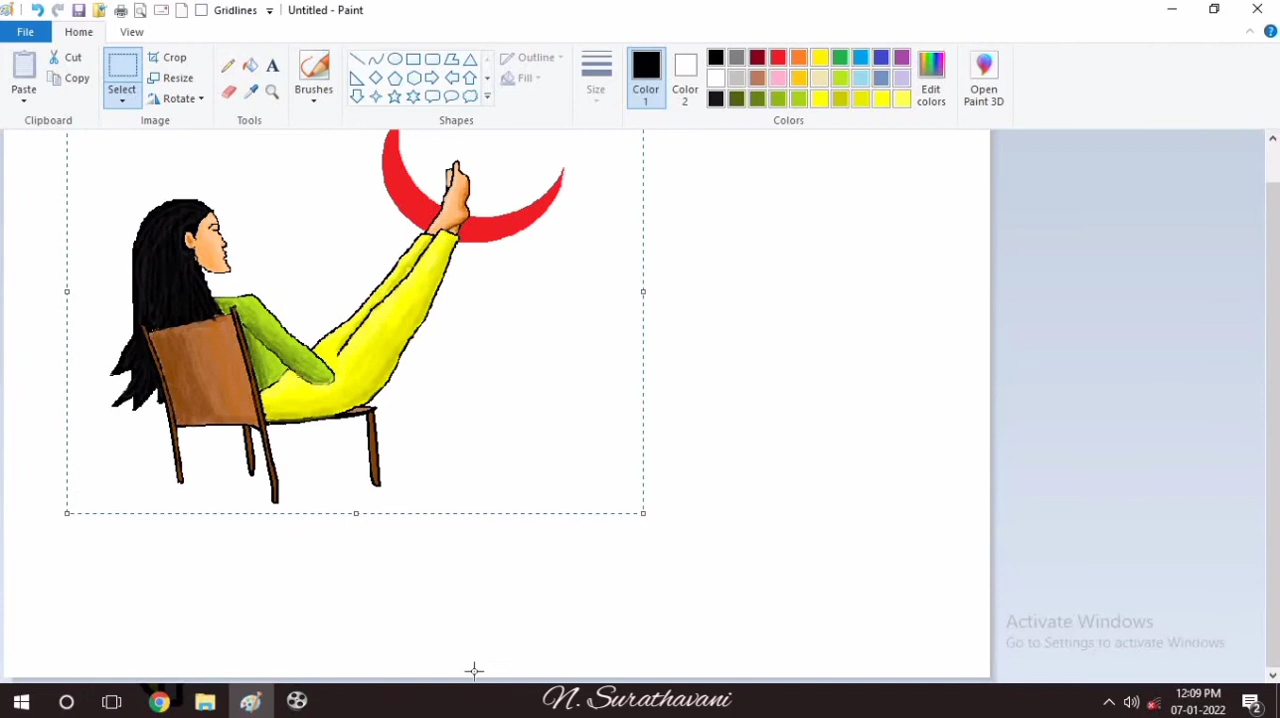 Gridlines
Untitled - Paint
File
Home
View
Paste
Cut
Copy
Clipboard
Select
Crop
Resize
Rotate
Image
A
Tools
Brushes
Outline
Fill
Shapes
Size
Color 1
Color 2
Edit colors
Colors
Open Paint 3D
Activate Windows
Go to Settings to activate Windows
N. Surathavani
12:09 PM
07-01-2022
2